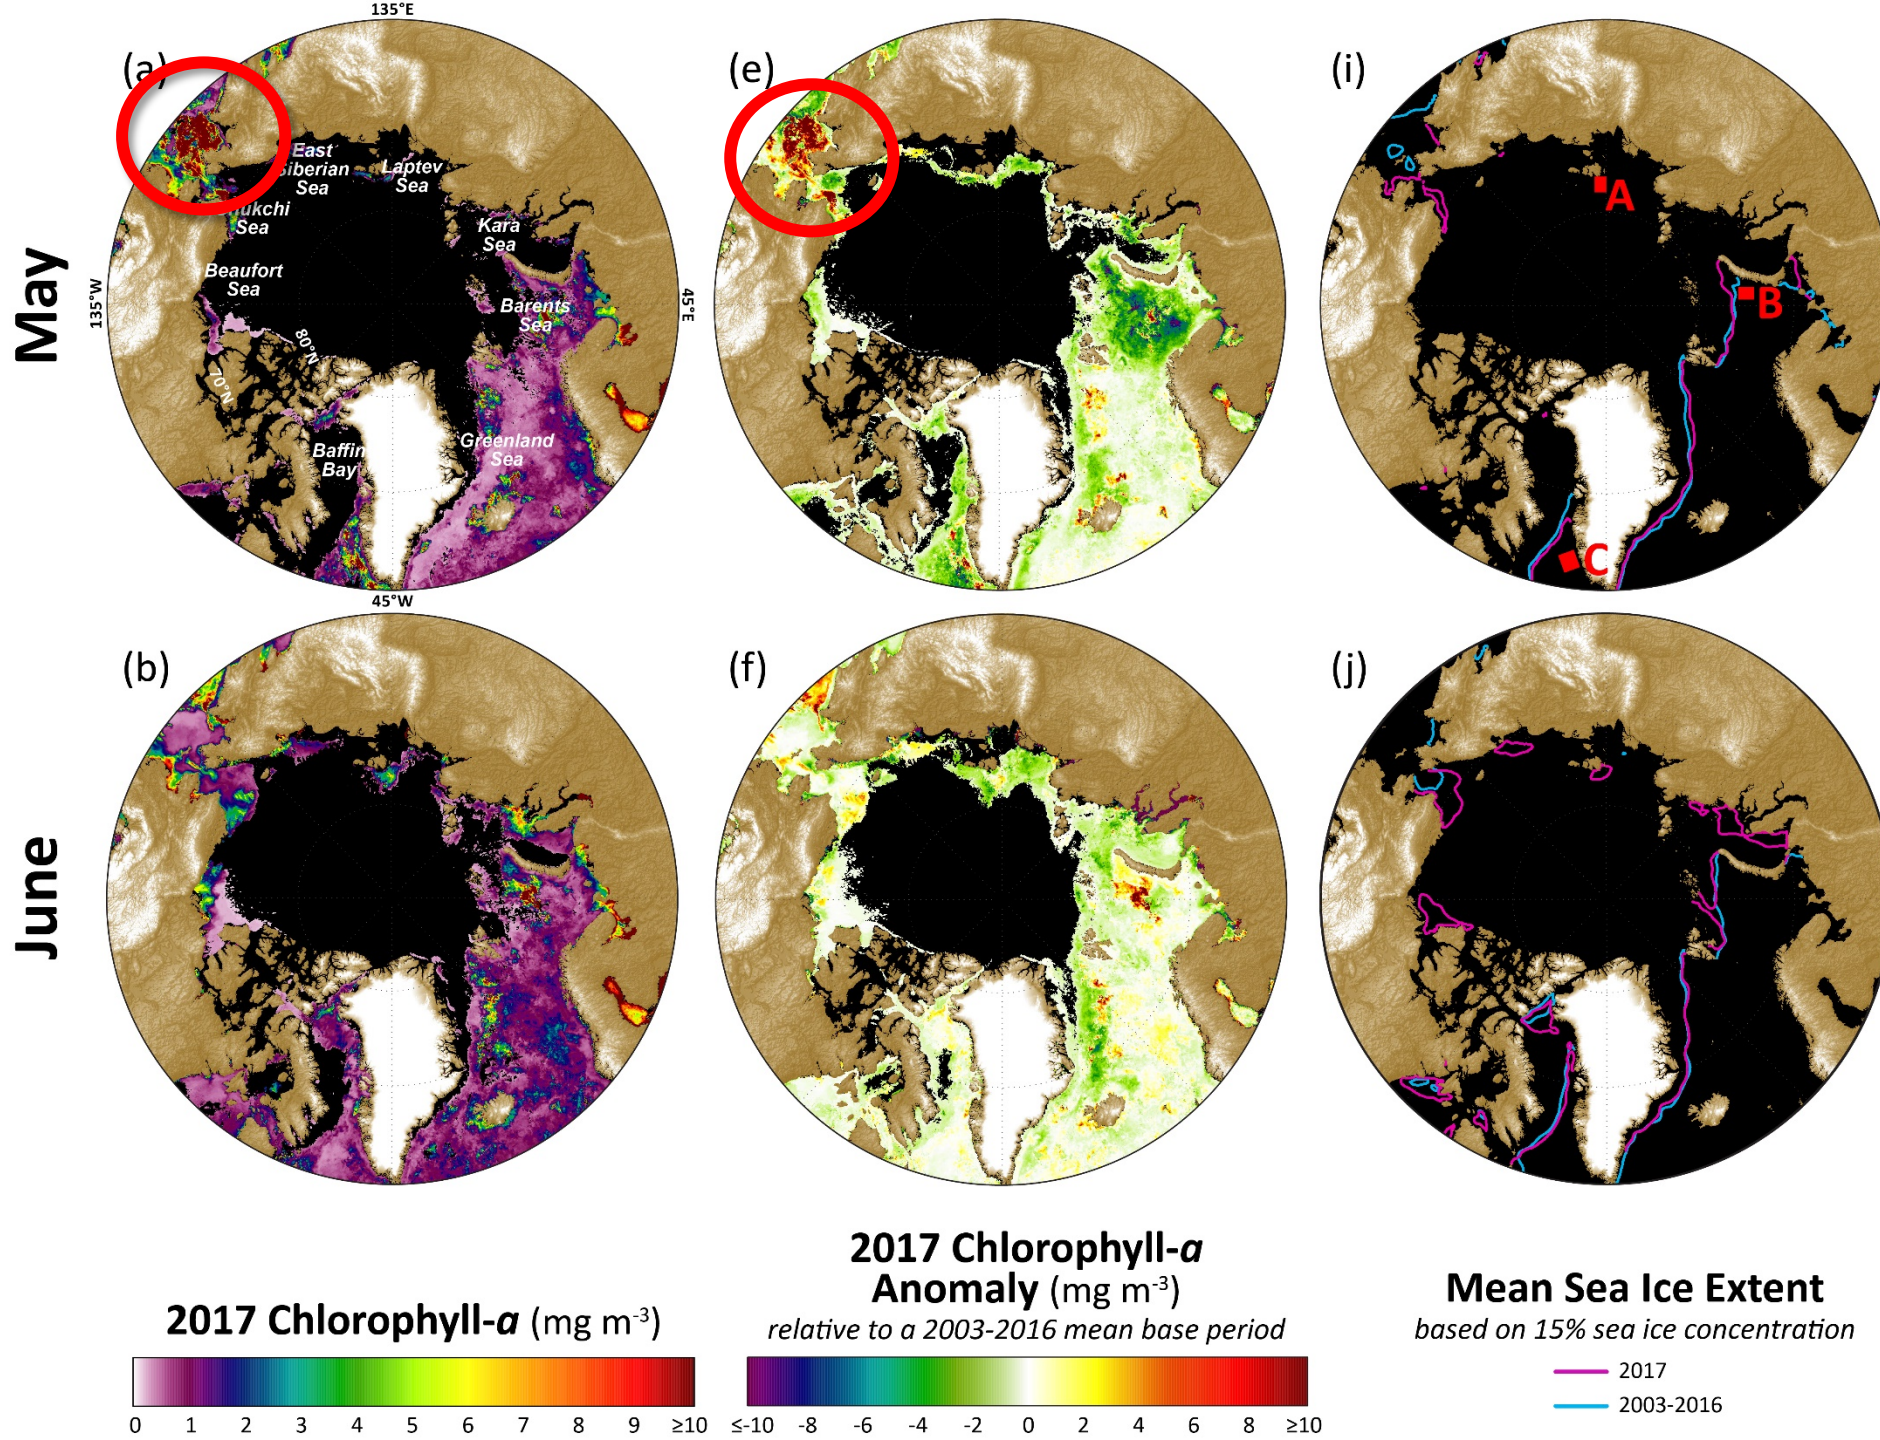 135°E
(a)
(e)
(i)
East
Siberian
Sea
Laptev
Sea
Chukchi
Sea
Kara
Sea
Beaufort
Sea
Barents
Sea
135°W
45°E
80°N
70°N
Baffin
Bay
Greenland
Sea
45°W
A
B
C
May
(b)
(f)
(j)
June
2017 Chlorophyll-a (mg m-3)
0 1 2 3 4 5 6 7 8 9 ≥10
2017 Chlorophyll-a
Anomaly (mg m-3)
relative to a 2003-2016 mean base period
≤-10 -8 -6 -4 -2 0 2 4 6 8 ≥10
Mean Sea Ice Extent
based on 15% sea ice concentration
2017
2003-2016